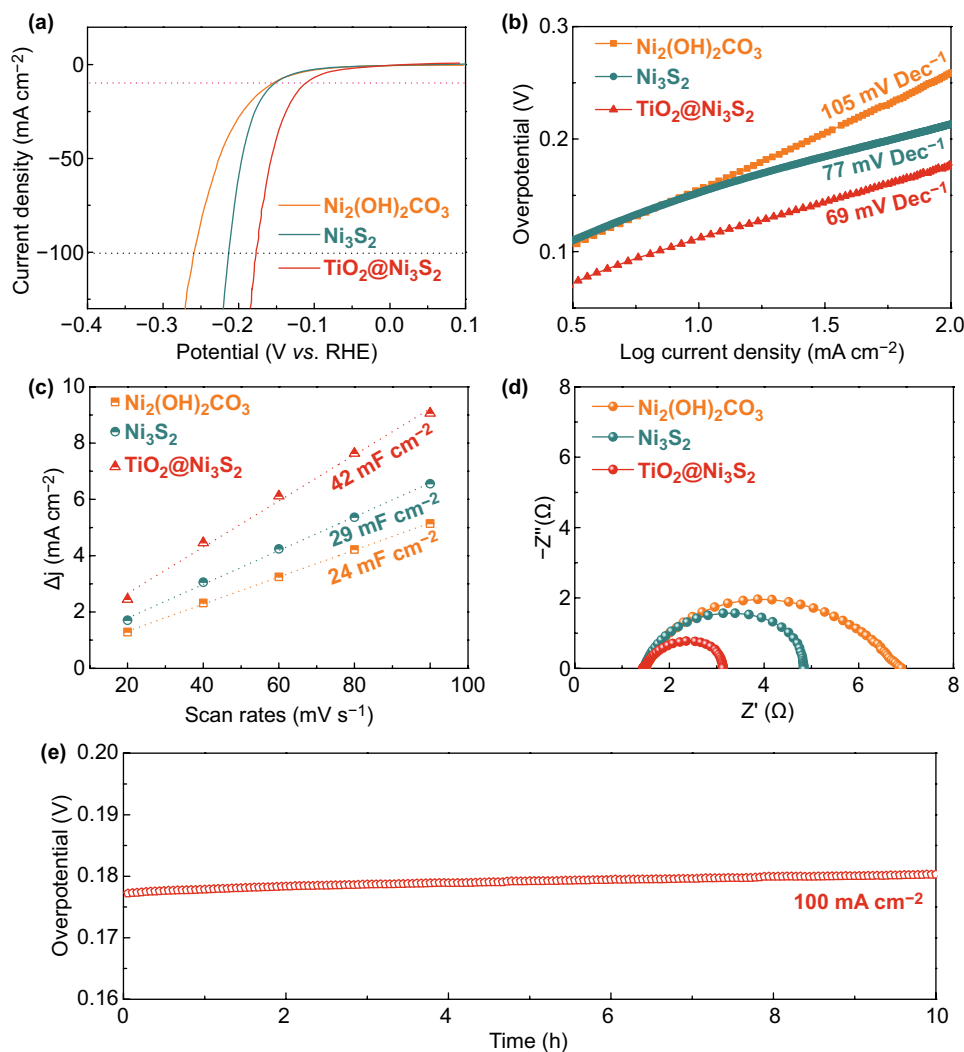 (a)
0
−50
−100
−0.4
−0.3
−0.2
−0.1
0.0
0.1
Current density (mA cm⁻²)
Potential (V vs. RHE)
Ni₂(OH)₂CO₃
Ni₃S₂
TiO₂@Ni₃S₂
(b)
Ni₂(OH)₂CO₃
Ni₃S₂
TiO₂@Ni₃S₂
0.3
0.2
0.1
0.5
1.0
1.5
2.0
Overpotential (V)
Log current density (mA cm⁻²)
105 mV Dec⁻¹
77 mV Dec⁻¹
69 mV Dec⁻¹
(c)
Ni₂(OH)₂CO₃
Ni₃S₂
TiO₂@Ni₃S₂
10
8
6
4
2
0
20
40
60
80
100
Δj (mA cm⁻²)
Scan rates (mV s⁻¹)
42 mF cm⁻²
29 mF cm⁻²
24 mF cm⁻²
(d)
Ni₂(OH)₂CO₃
Ni₃S₂
TiO₂@Ni₃S₂
8
6
4
2
0
0
2
4
6
8
−Z″(Ω)
Z′ (Ω)
(e)
0.20
0.19
0.18
0.17
0.16
0
2
4
6
8
10
Overpotential (V)
Time (h)
100 mA cm⁻²